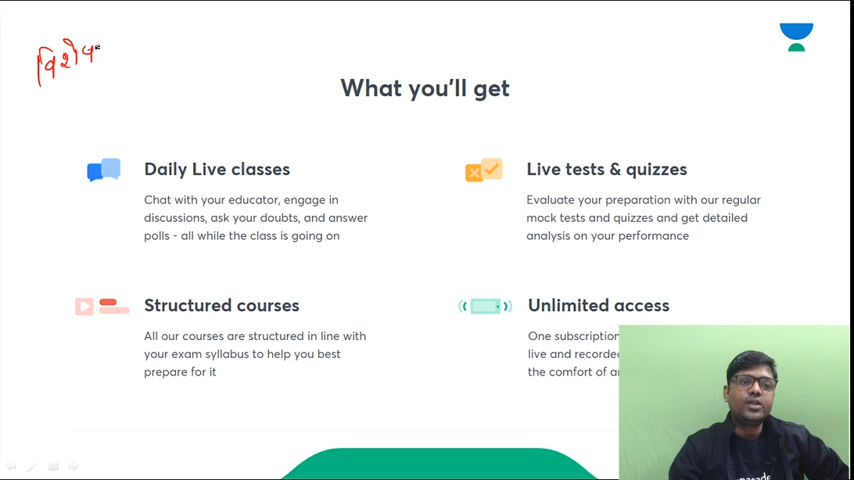 What you'll get
Daily Live classes
Chat with your educator, engage in
discussions, ask your doubts, and answer
polls - all while the class is going on
Live tests & quizzes
Evaluate your preparation with our regular
mock tests and quizzes and get detailed
analysis on your performance
Structured courses
All our courses are structured in line with
your exam syllabus to help you best
prepare for it
Unlimited access
One subscription
live and recorded
the comfort of